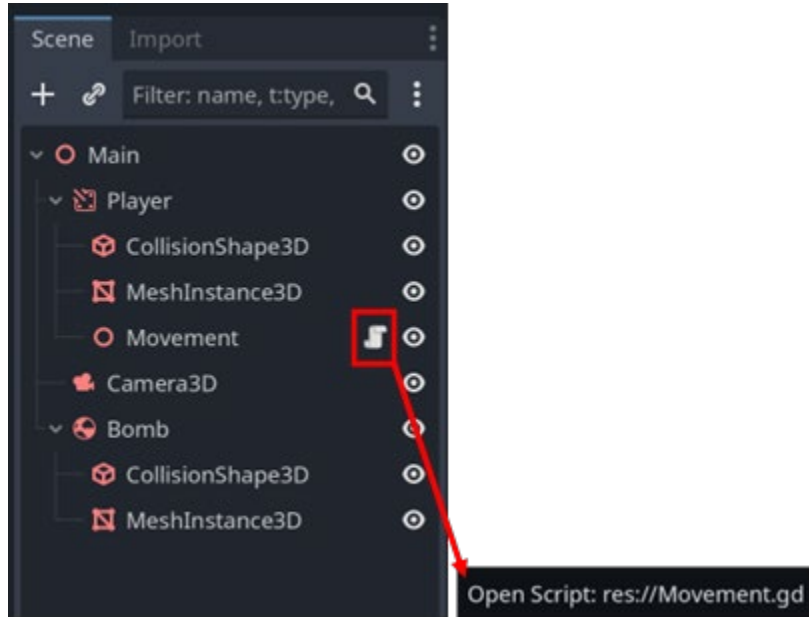 Scene Import
Filter: name, t:type,
Main
Player
CollisionShape3D
MeshInstance3D
Movement
Camera3D
Bomb
CollisionShape3D
MeshInstance3D
Open Script: res://Movement.gd